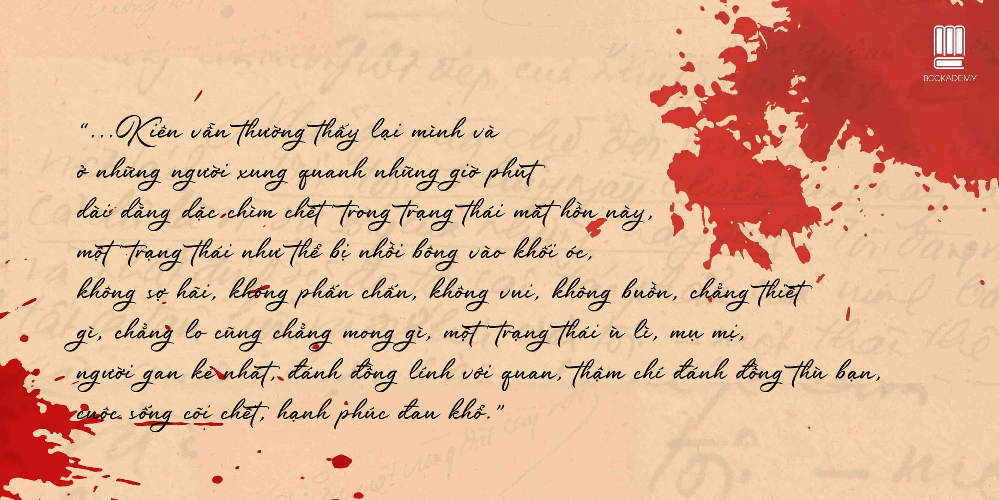 BOOKADEMY
“...Kiên vẫn thường thấy lại mình và
ở những người xung quanh những giờ phút
dài dằng dặc chìm chết trong trạng thái mất hồn này,
một trạng thái như thể bị nhồi bông vào khối óc,
không sợ hãi, không phấn chấn, không vui, không buồn, chẳng thiết
gì, chẳng lo cũng chẳng mong gì, một trạng thái ù lì, mụ mị,
người gan kẻ nhát, đánh đồng lính với quan, thậm chí đánh đồng thù bạn,
cuộc sống cõi chết, hạnh phúc đau khổ.”